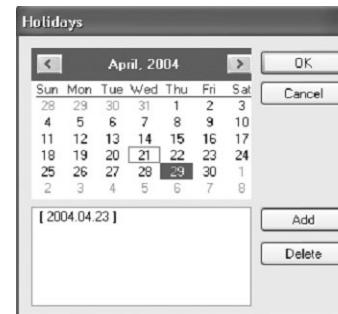 Holidays
< April, 2004 > OK
Sun Mon Tue Wed Thu Fri Sat Cancel
28 29 30 31 1 2 3
4 5 6 7 8 9 10
11 12 13 14 15 16 17
18 19 20 21 22 23 24
25 26 27 28 29 30 1
2 3 4 5 6 7 8
[ 2004.04.23 ] Add
Delete